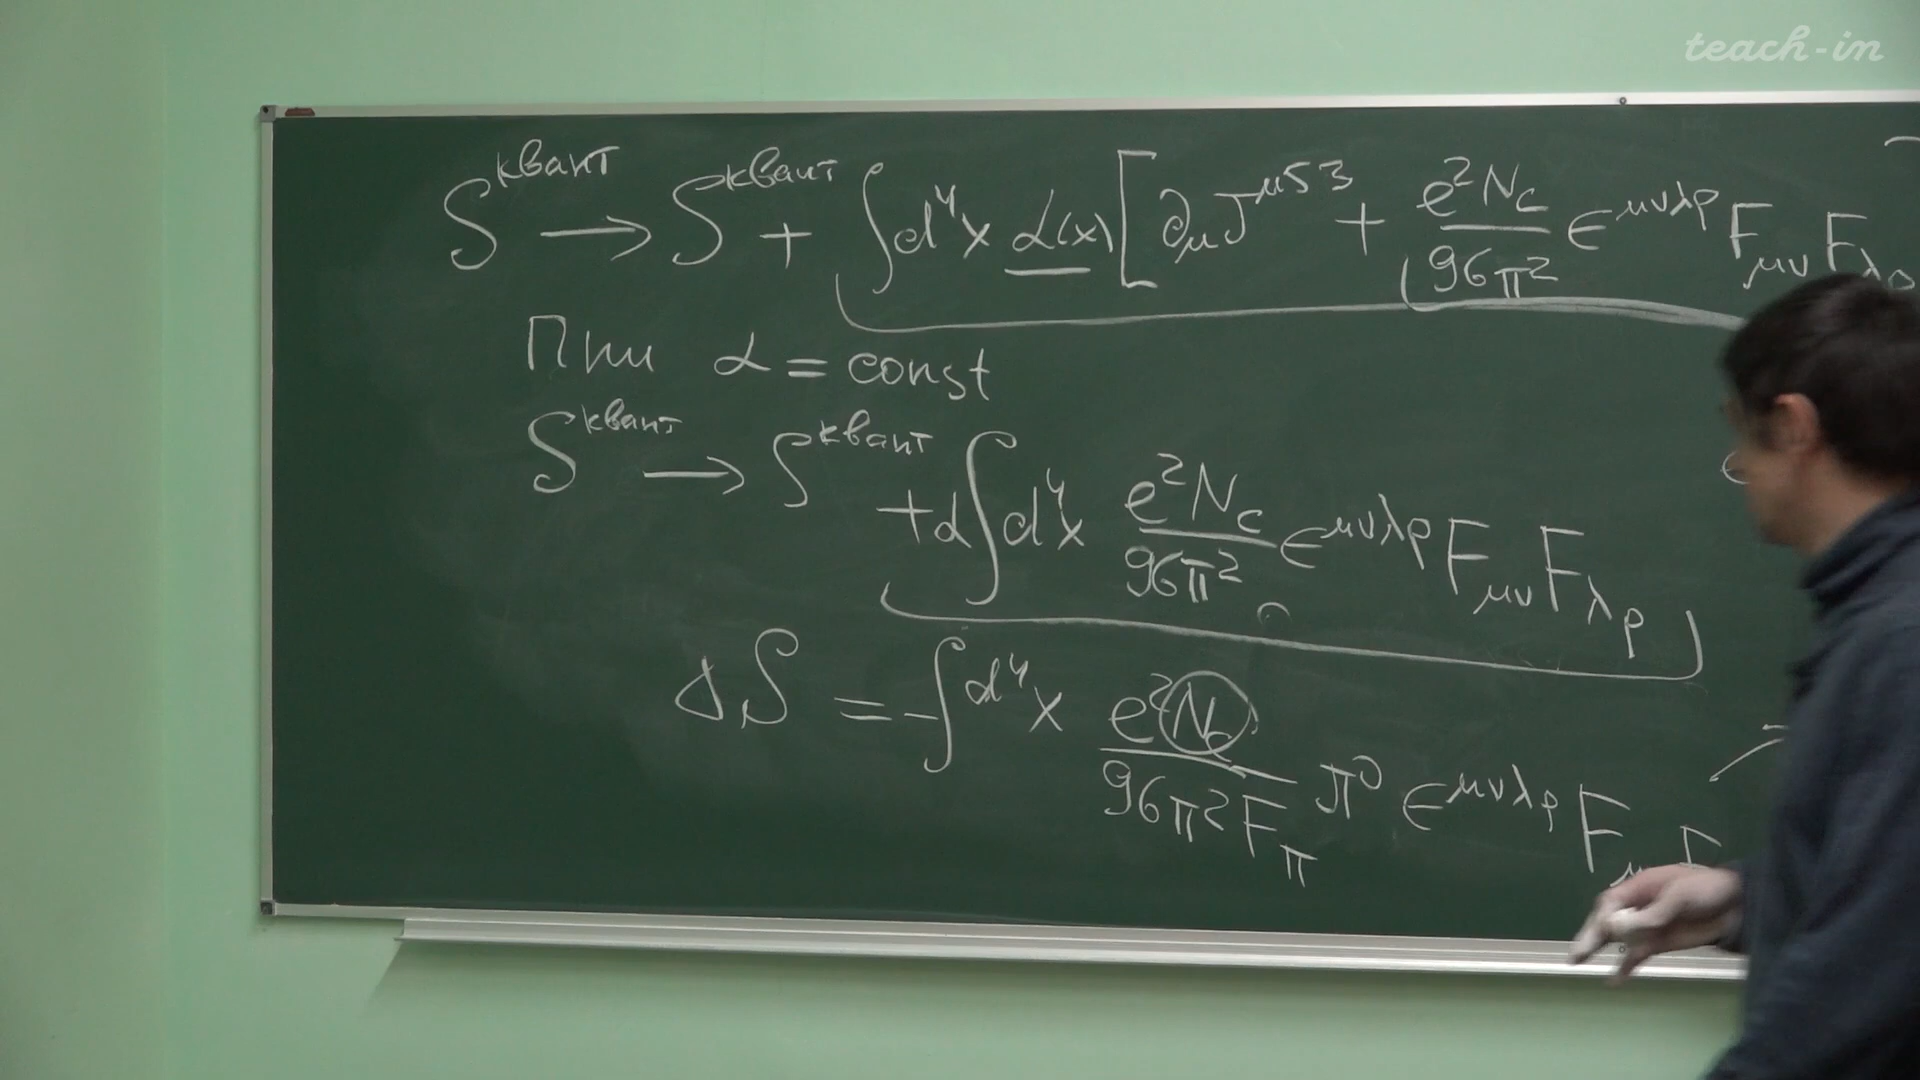 teach-in
S^квант → S^квант + ∫d⁴x α(x) [∂_μ J^μ53 + e²N_c / 96π² ε^μνλρ F_μν F_λρ
При α = const
S^квант → S^квант + α∫d⁴x e²N_c / 96π² ε^μνλρ F_μν F_λρ
ΔS = -∫d⁴x e²N_c / 96π²F_π π⁰ ε^μνλρ F_μ